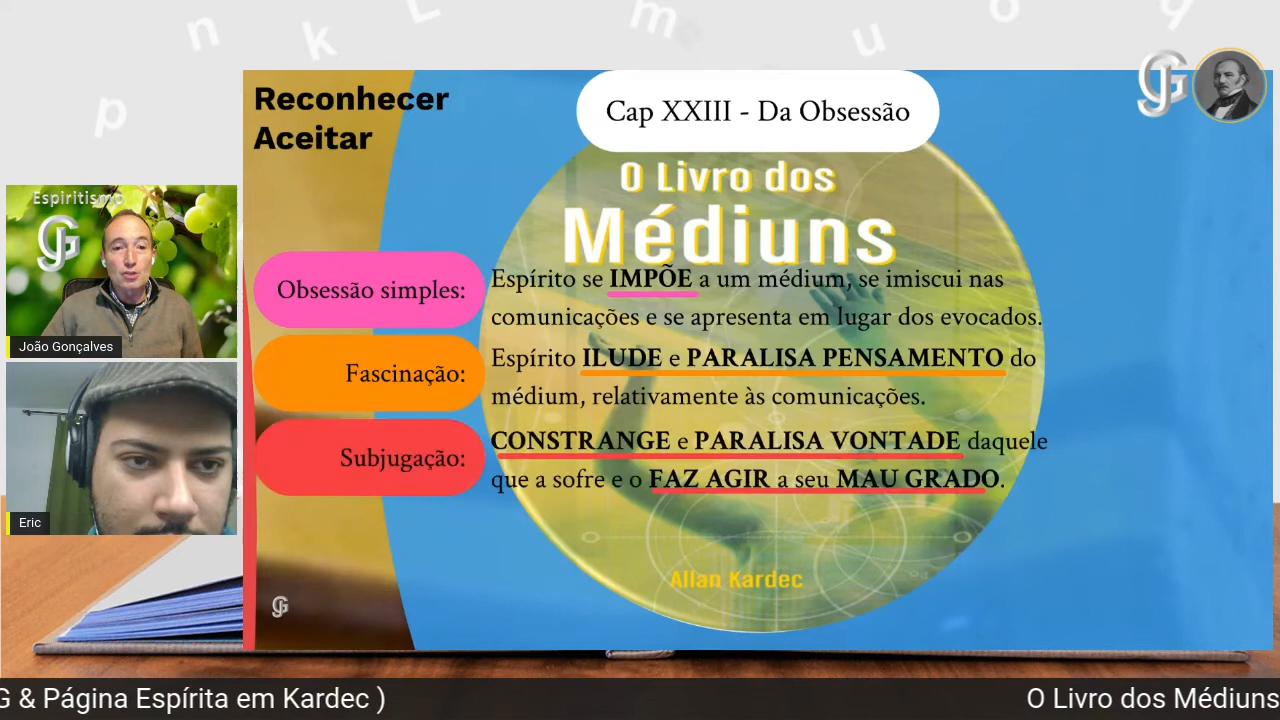 n
k
L
m
u
o
q
p
JG
Reconhecer
Aceitar
Cap XXIII - Da Obsessão
O Livro dos
Médiuns
Espiritismo
JG
João Gonçalves
Eric
Obsessão simples:
Espírito se IMPÕE a um médium, se imiscui nas
comunicações e se apresenta em lugar dos evocados.
Fascinação:
Espírito ILUDE e PARALISA PENSAMENTO do
médium, relativamente às comunicações.
Subjugação:
CONSTRANGE e PARALISA VONTADE daquele
que a sofre e o FAZ AGIR a seu MAU GRADO.
Allan Kardec
JG
G & Página Espírita em Kardec )
O Livro dos Médiuns